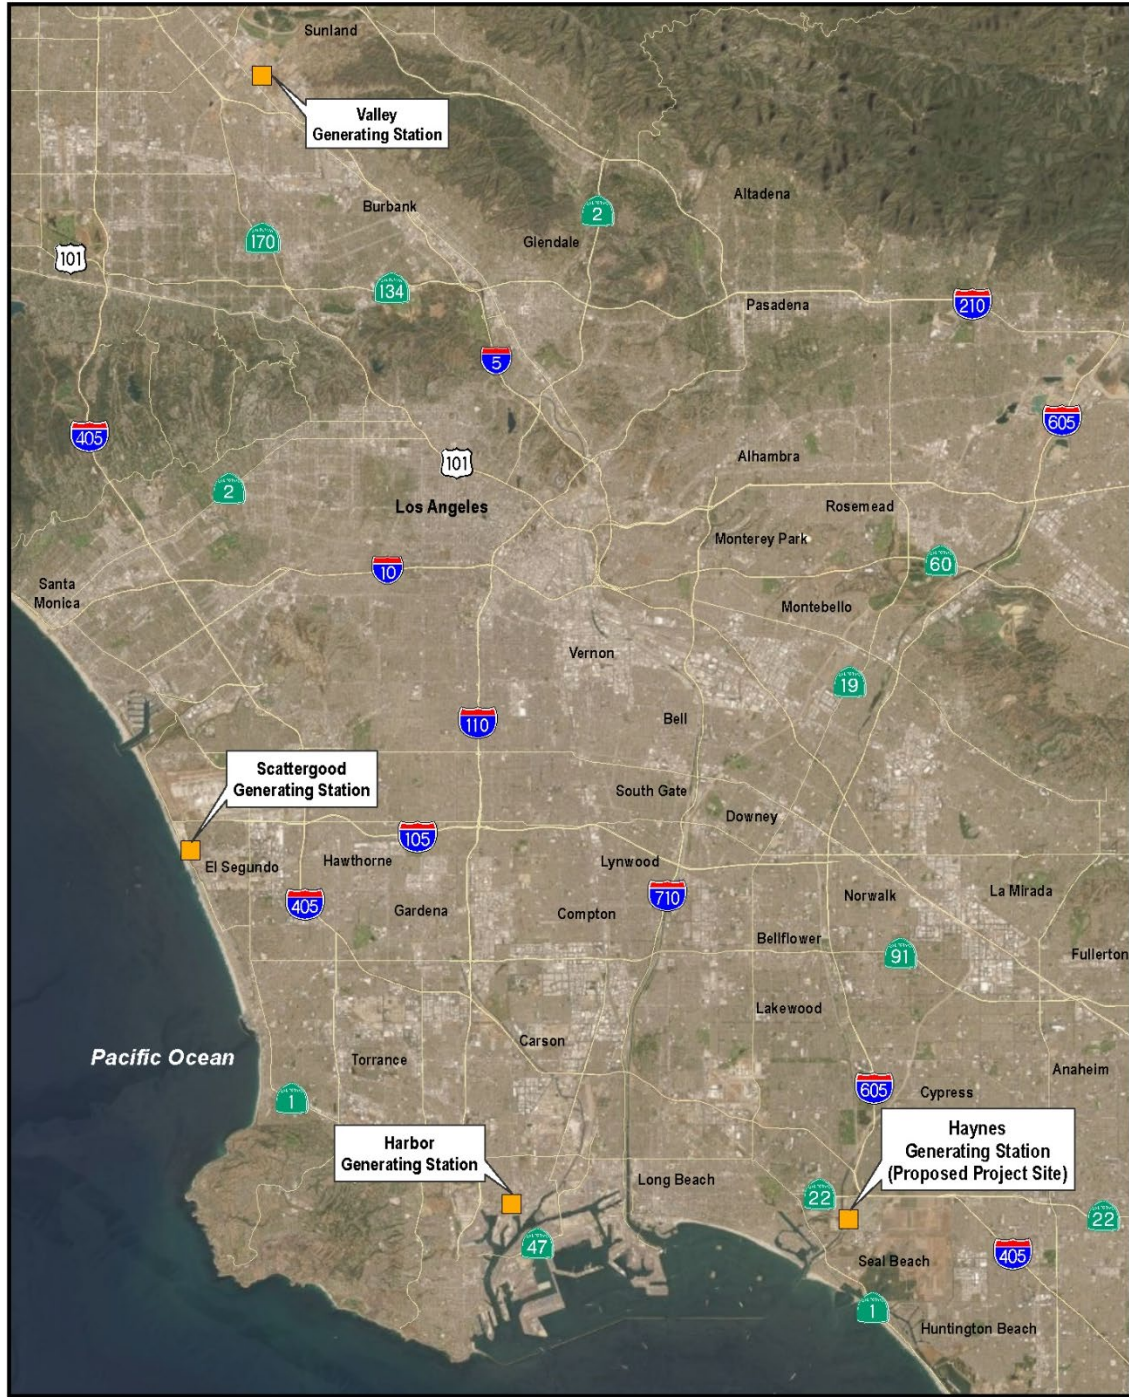 Sunland
Valley
Generating Station
Altadena
Burbank
2
170
Glendale
101
134
Pasadena
210
5
605
405
Alhambra
101
2
Los Angeles
Rosemead
Monterey Park
60
10
Santa
Monica
Montebello
Vernon
19
Bell
110
Scattergood
Generating Station
South Gate
Downey
105
Hawthorne
Lynwood
El Segundo
La Mirada
710
Norwalk
405
Gardena
Compton
Bellflower
91
Fullerton
Lakewood
Carson
Pacific Ocean
Torrance
Anaheim
605
Cypress
1
Haynes
Generating Station
(Proposed Project Site)
Harbor
Generating Station
Long Beach
22
22
47
405
Seal Beach
1
Huntington Beach